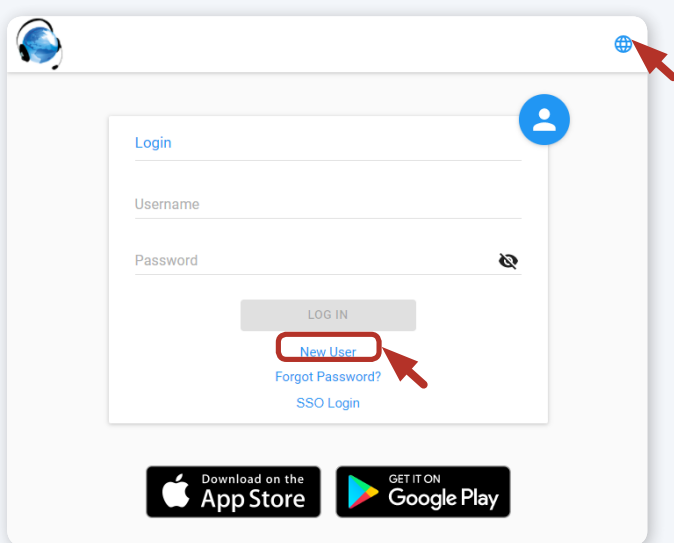 Login
Username
Password
LOG IN
New User
Forgot Password?
SSO Login
Download on the
App Store
GET IT ON
Google Play